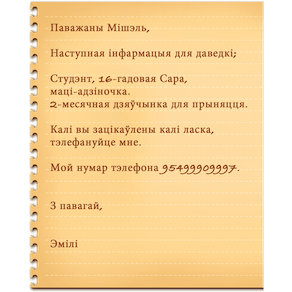 Паважаны Мішэль,
Наступная інфармацыя для даведкі;
Студэнт, 16-гадовая Сара,
маці-адзіночка.
2-месячная дзяўчынка для прыняцця.
Калі вы зацікаўлены калі ласка,
тэлефануйце мне.
Мой нумар тэлефона 95499909997.
З павагай,
Эмілі